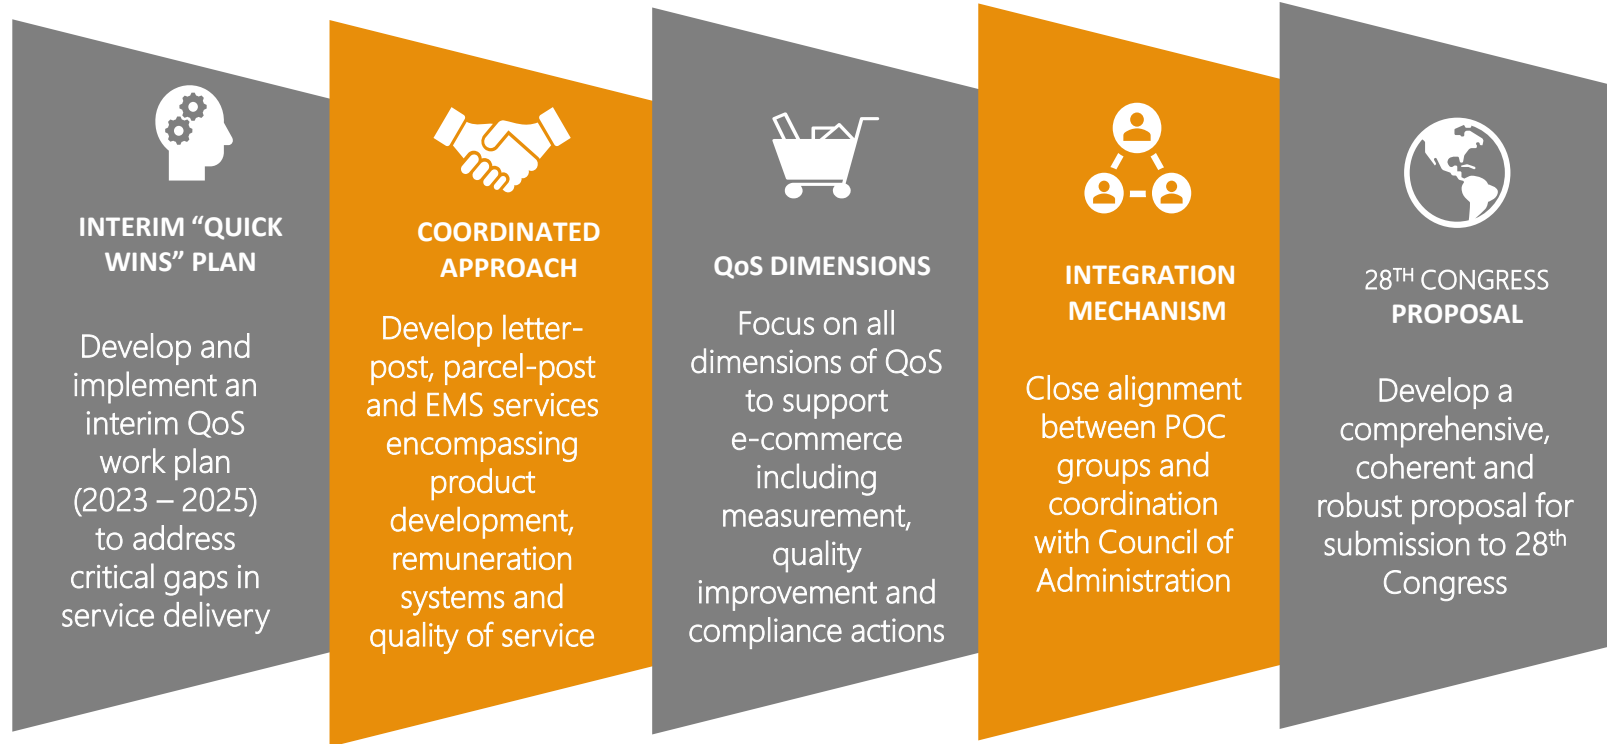 INTERIM “QUICK
WINS” PLAN
Develop and
implement an
interim QoS
work plan
(2023 – 2025)
to address
critical gaps in
service delivery
COORDINATED
APPROACH
Develop letter-
post, parcel-post
and EMS services
encompassing
product
development,
remuneration
systems and
quality of service
QoS DIMENSIONS
Focus on all
dimensions of QoS
to support
e-commerce
including
measurement,
quality
improvement and
compliance actions
INTEGRATION
MECHANISM
Close alignment
between POC
groups and
coordination
with Council of
Administration
28TH CONGRESS
PROPOSAL
Develop a
comprehensive,
coherent and
robust proposal for
submission to 28th
Congress